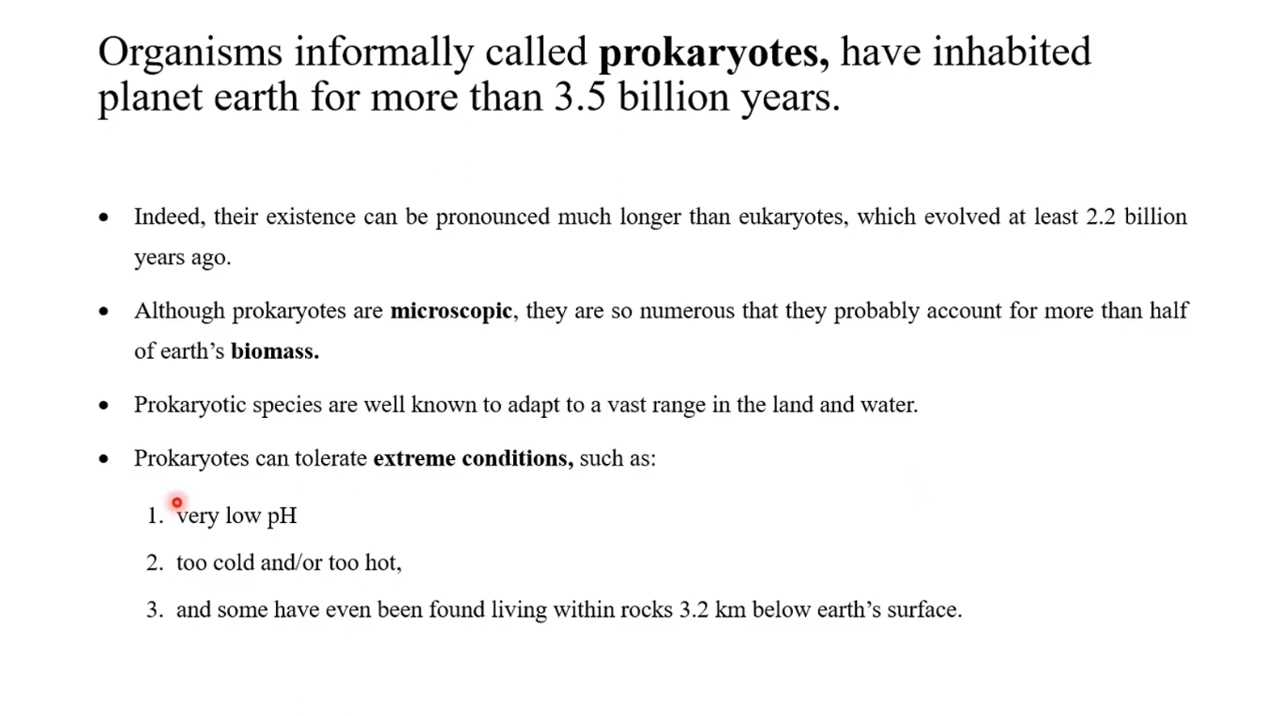 Organisms informally called prokaryotes, have inhabited
planet earth for more than 3.5 billion years.
• Indeed, their existence can be pronounced much longer than eukaryotes, which evolved at least 2.2 billion
years ago.
• Although prokaryotes are microscopic, they are so numerous that they probably account for more than half
of earth’s biomass.
• Prokaryotic species are well known to adapt to a vast range in the land and water.
• Prokaryotes can tolerate extreme conditions, such as:
1. very low pH
2. too cold and/or too hot,
3. and some have even been found living within rocks 3.2 km below earth’s surface.